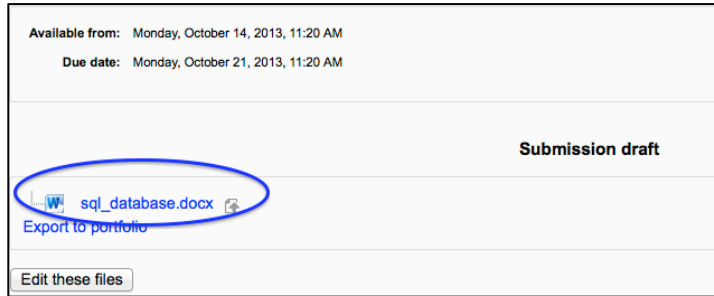 Available from: Monday, October 14, 2013, 11:20 AM
Due date: Monday, October 21, 2013, 11:20 AM
Submission draft
sql_database.docx
Export to portfolio
Edit these files